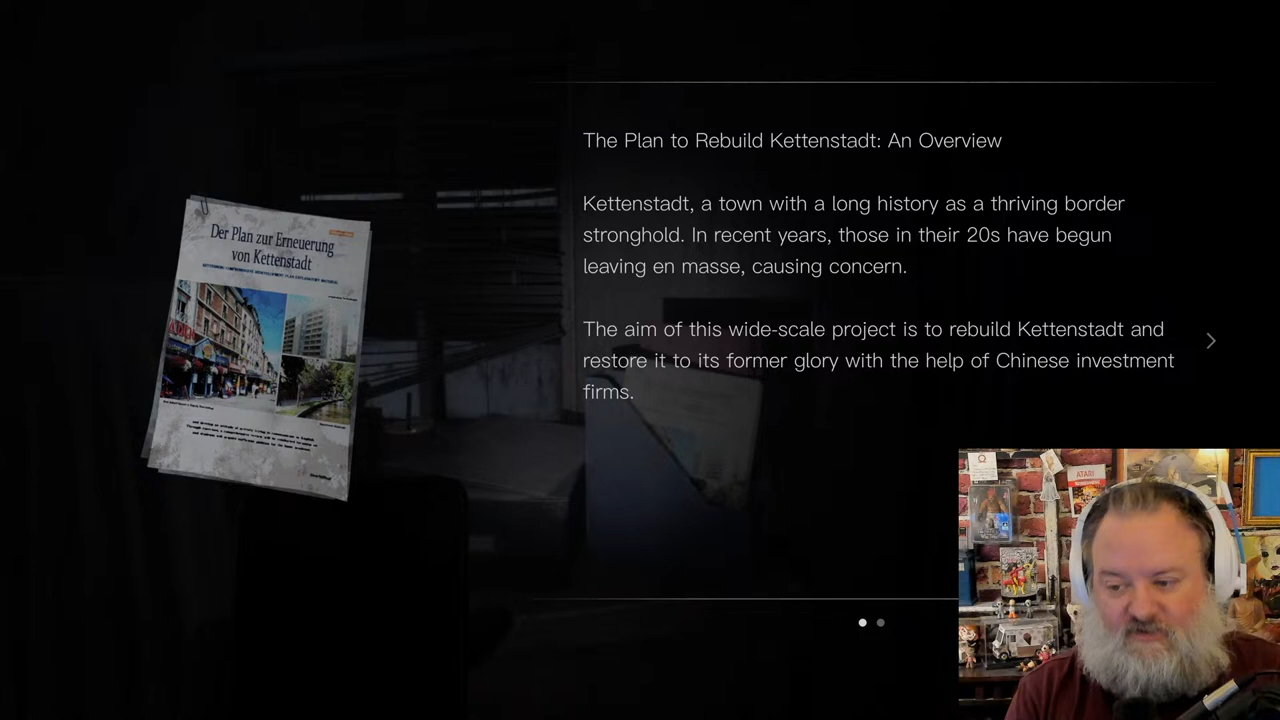 The Plan to Rebuild Kettenstadt: An Overview
Kettenstadt, a town with a long history as a thriving border
stronghold. In recent years, those in their 20s have begun
leaving en masse, causing concern.
The aim of this wide-scale project is to rebuild Kettenstadt and
restore it to its former glory with the help of Chinese investment
firms.
Der Plan zur Erneuerung
von Kettenstadt
ATARI